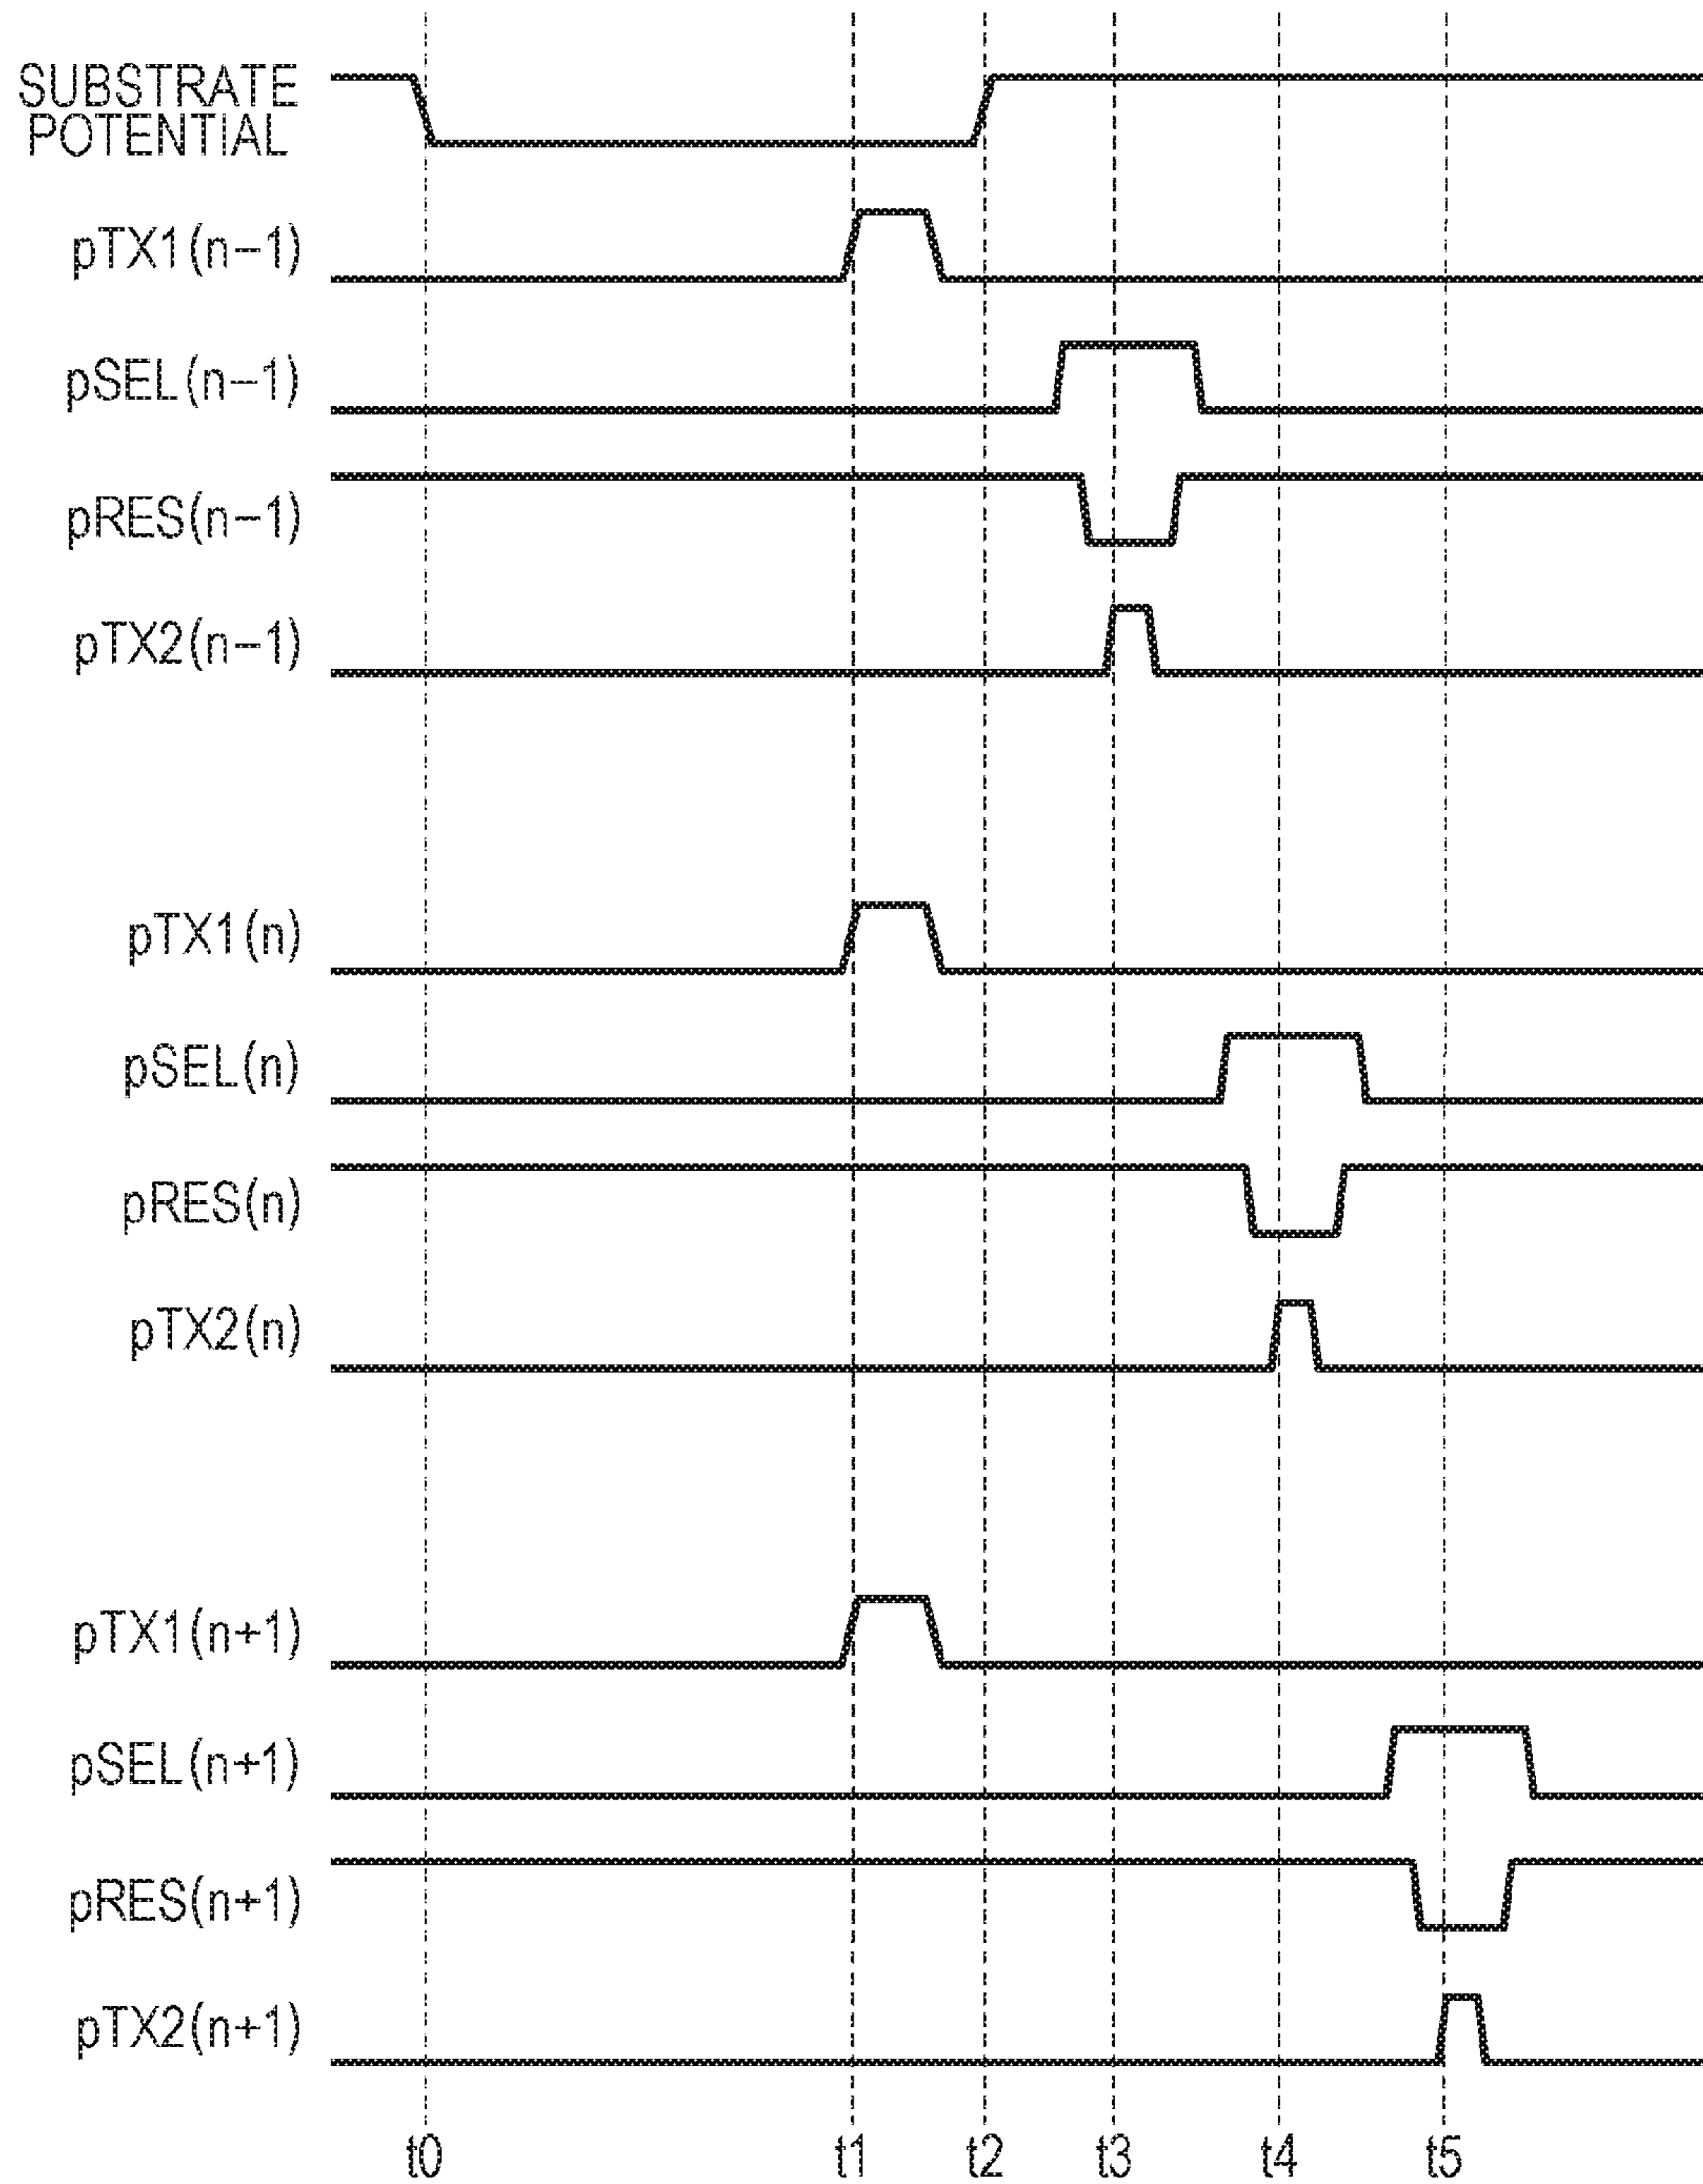 SUBSTRATE
POTENTIAL
pTX1(n−1)
pSEL(n−1)
pRES(n−1)
pTX2(n−1)
pTX1(n)
pSEL(n)
pRES(n)
pTX2(n)
pTX1(n+1)
pSEL(n+1)
pRES(n+1)
pTX2(n+1)
t0 t1 t2 t3 t4 t5